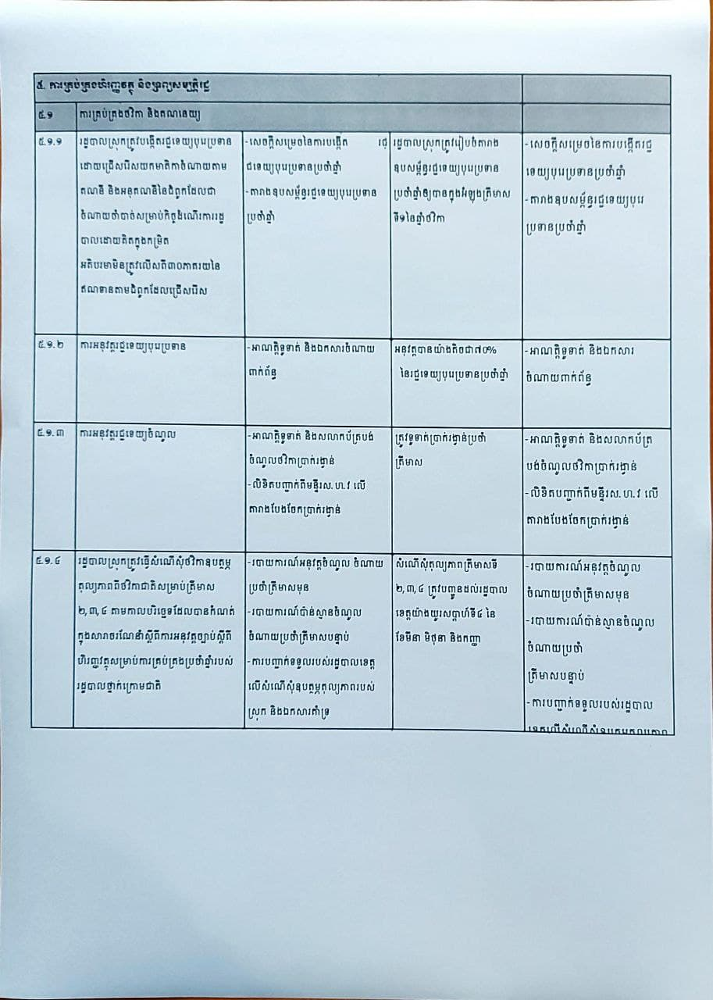 ៥. ការគ្រប់គ្រងហិរញ្ញវត្ថុ និងទ្រព្យសម្បត្តិរដ្ឋ
៥.១ ការគ្រប់គ្រងថវិកា និងគណនេយ្យ
៥.១.១
រដ្ឋបាលស្រុកត្រូវបង្កើតរជ្ជទេយ្យបុរេប្រទាន
ដោយជ្រើសរើសយកមាតិកាចំណាយតាម
គណនី និងអនុគណនីនៃជំពូកដែលជា
ចំណាយចាំបាច់សម្រាប់កិច្ចដំណើរការរដ្ឋ
បាលដោយគិតក្នុងកម្រិត
អតិបរមាមិនត្រូវលើសពី៣០ភាគរយនៃ
ឥណទានតាមជំពូកដែលជ្រើសរើស
-សេចក្តីសម្រេចនៃការបង្កើត រជ្ជ
ទេយ្យបុរេប្រទានប្រចាំឆ្នាំ
-តារាងឧបសម្ព័ន្ធរជ្ជទេយ្យបុរេប្រទាន
ប្រចាំឆ្នាំ
រដ្ឋបាលស្រុកត្រូវរៀបចំតារាង
ឧបសម្ព័ន្ធរជ្ជទេយ្យបុរេប្រទាន
ប្រចាំឆ្នាំឲ្យបានក្នុងអំឡុងត្រីមាស
ទី១នៃឆ្នាំថវិកា
-សេចក្តីសម្រេចនៃការបង្កើតរជ្ជ
ទេយ្យបុរេប្រទានប្រចាំឆ្នាំ
-តារាងឧបសម្ព័ន្ធរជ្ជទេយ្យបុរេ
ប្រទានប្រចាំឆ្នាំ
៥.១.២
ការអនុវត្តរជ្ជទេយ្យបុរេប្រទាន
-អាណត្តិទូទាត់ និងឯកសារចំណាយ
ពាក់ព័ន្ធ
អនុវត្តបានយ៉ាងតិចជា៧០%
នៃរជ្ជទេយ្យបុរេប្រទានប្រចាំឆ្នាំ
-អាណត្តិទូទាត់ និងឯកសារ
ចំណាយពាក់ព័ន្ធ
៥.១.៣
ការអនុវត្តរជ្ជទេយ្យចំណូល
-អាណត្តិទូទាត់ និងសលាកប័ត្របង់
ចំណូលថវិកាប្រាក់រង្វាន់
-លិខិតបញ្ជាក់ពីមន្ទីរស.ហ.វ លើ
តារាងបែងចែកប្រាក់រង្វាន់
ត្រូវទូទាត់ប្រាក់រង្វាន់ប្រចាំ
ត្រីមាស
-អាណត្តិទូទាត់ និងសលាកប័ត្រ
បង់ចំណូលថវិកាប្រាក់រង្វាន់
-លិខិតបញ្ជាក់ពីមន្ទីរស.ហ.វ លើ
តារាងបែងចែកប្រាក់រង្វាន់
៥.១.៤
រដ្ឋបាលស្រុកត្រូវធ្វើសំណើសុំថវិកាឧបត្ថម្ភ
តុល្យភាពពីថវិកាជាតិសម្រាប់ត្រីមាស
២,៣,៤ តាមកាលបរិច្ឆេទដែលបានកំណត់
ក្នុងសារាចរណែនាំស្តីពីការអនុវត្តច្បាប់ស្តីពី
ហិរញ្ញវត្ថុសម្រាប់ការគ្រប់គ្រងប្រចាំឆ្នាំរបស់
រដ្ឋបាលថ្នាក់ក្រោមជាតិ
-របាយការណ៍អនុវត្តចំណូល ចំណាយ
ប្រចាំត្រីមាសមុន
-របាយការណ៍ប៉ាន់ស្មានចំណូល
ចំណាយប្រចាំត្រីមាសបន្ទាប់
-ការបញ្ជាក់ទទួលរបស់រដ្ឋបាលខេត្ត
លើសំណើសុំឧបត្ថម្ភតុល្យភាពរបស់
ស្រុក និងឯកសារគាំទ្រ
សំណើសុំតុល្យភាពត្រីមាសទី
២,៣,៤ ត្រូវបញ្ជូនដល់រដ្ឋបាល
ខេត្តយ៉ាងយូរសប្តាហ៍ទី៤ នៃ
ខែមីនា មិថុនា និងកញ្ញា
-របាយការណ៍អនុវត្តចំណូល
ចំណាយប្រចាំត្រីមាសមុន
-របាយការណ៍ប៉ាន់ស្មានចំណូល
ចំណាយប្រចាំ
ត្រីមាសបន្ទាប់
-ការបញ្ជាក់ទទួលរបស់រដ្ឋបាល
ខេត្តលើសំណើសុំឧបត្ថម្ភតុល្យភាព